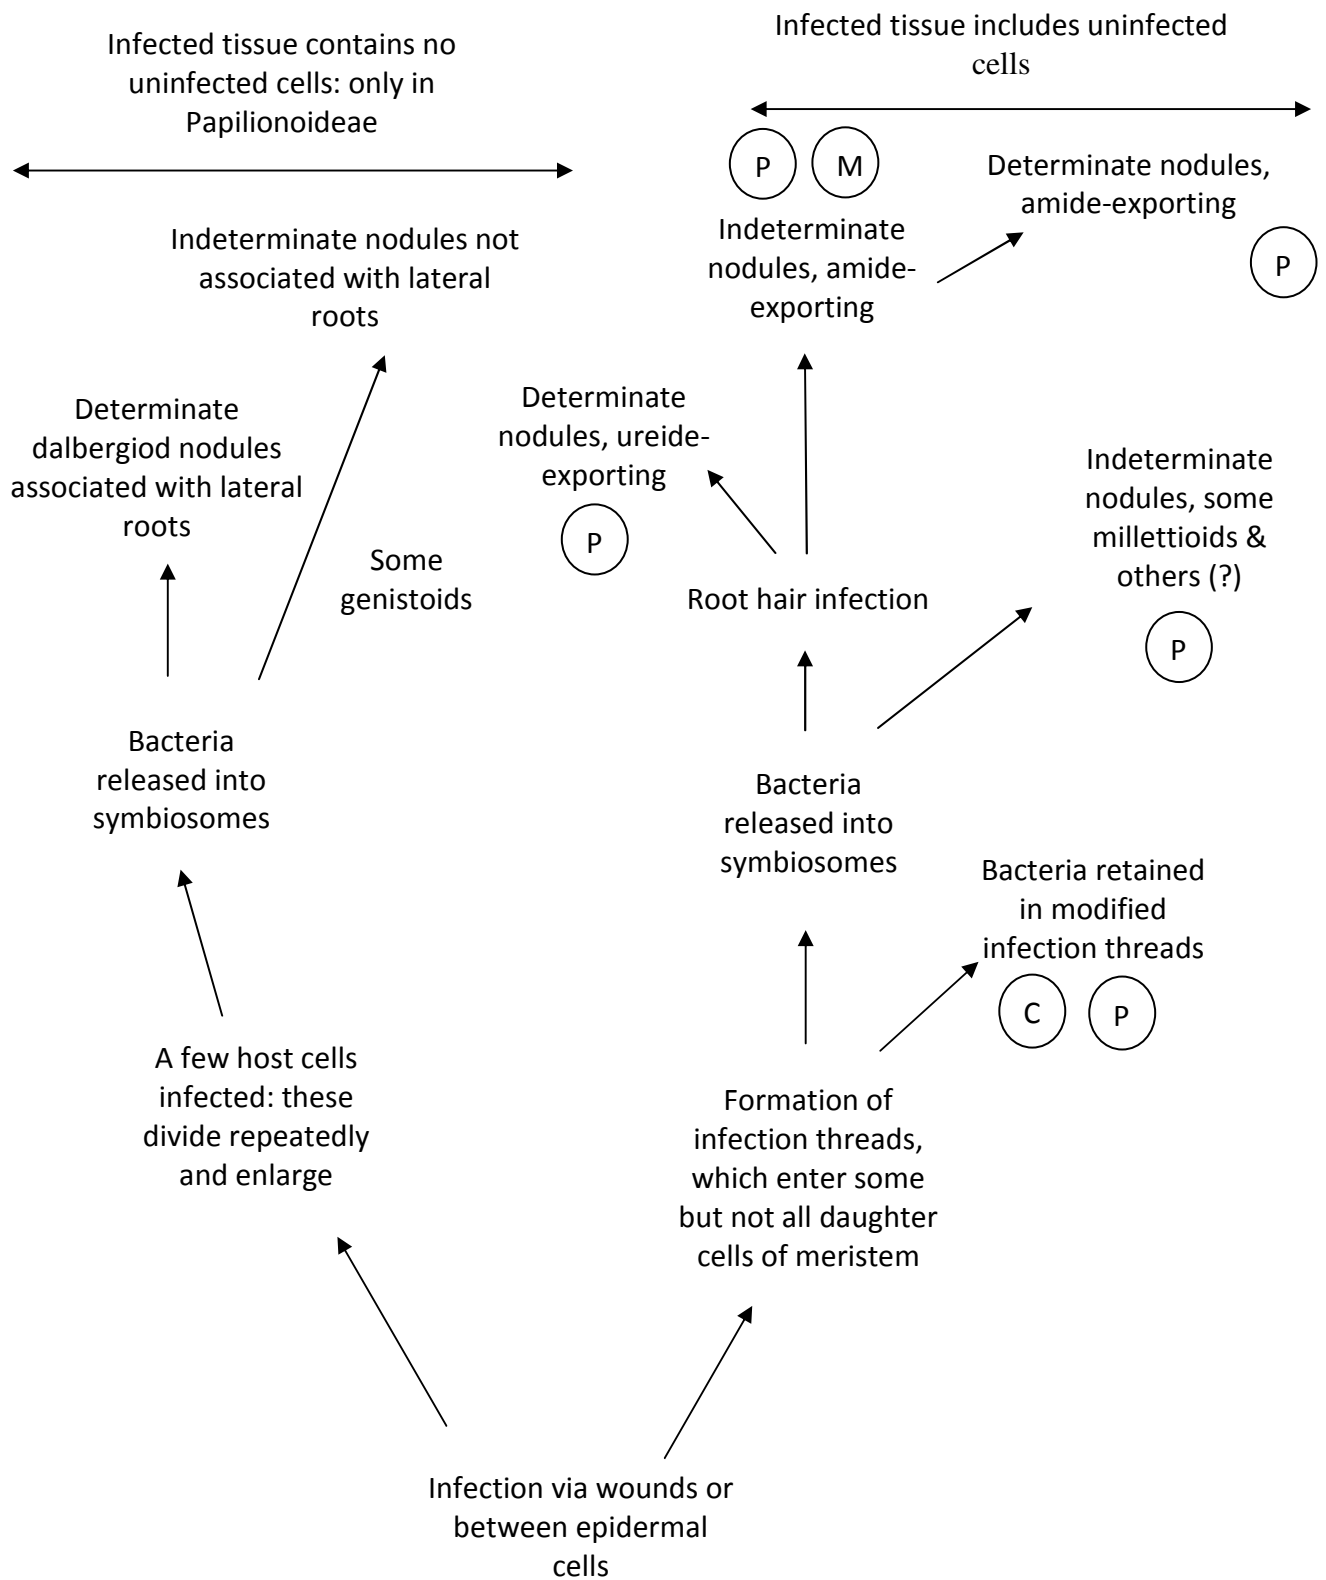 Infected tissue contains no
uninfected cells: only in
Papilionoideae
Infected tissue includes uninfected
cells
P
M
Indeterminate nodules not
associated with lateral
roots
Indeterminate
nodules, amide-
exporting
Determinate nodules,
amide-exporting
P
Determinate
dalbergiod nodules
associated with lateral
roots
Some
genistoids
Determinate
nodules, ureide-
exporting
P
Root hair infection
Indeterminate
nodules, some
millettioids &
others (?)
P
Bacteria
released into
symbiosomes
Bacteria
released into
symbiosomes
Bacteria retained
in modified
infection threads
C
P
A few host cells
infected: these
divide repeatedly
and enlarge
Formation of
infection threads,
which enter some
but not all daughter
cells of meristem
Infection via wounds or
between epidermal
cells